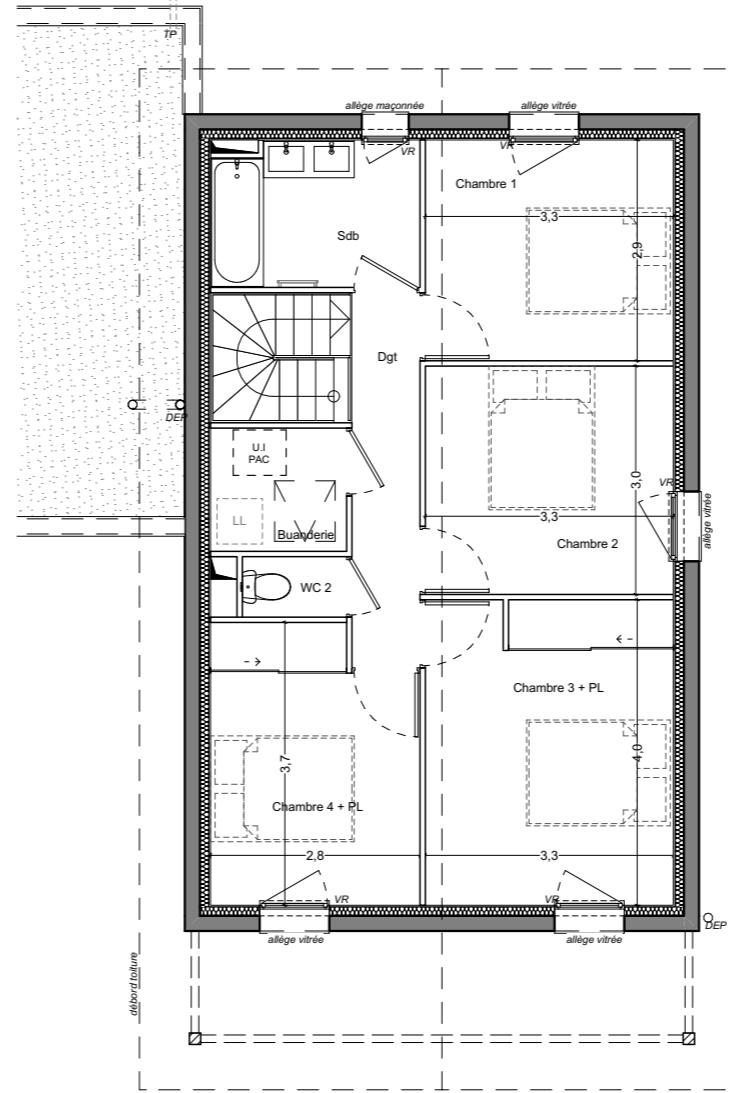 TP
allège maçonnée
allège vitrée
VR
VR
Chambre 1
3,3
2,9
Sdb
Dgt
DEP
U.I
PAC
LL
Buanderie
3,0
VR
3,3
Chambre 2
allège vitrée
WC 2
Chambre 3 + PL
4,0
3,7
Chambre 4 + PL
2,8
3,3
VR
VR
allège vitrée
allège vitrée
DEP
débord toiture